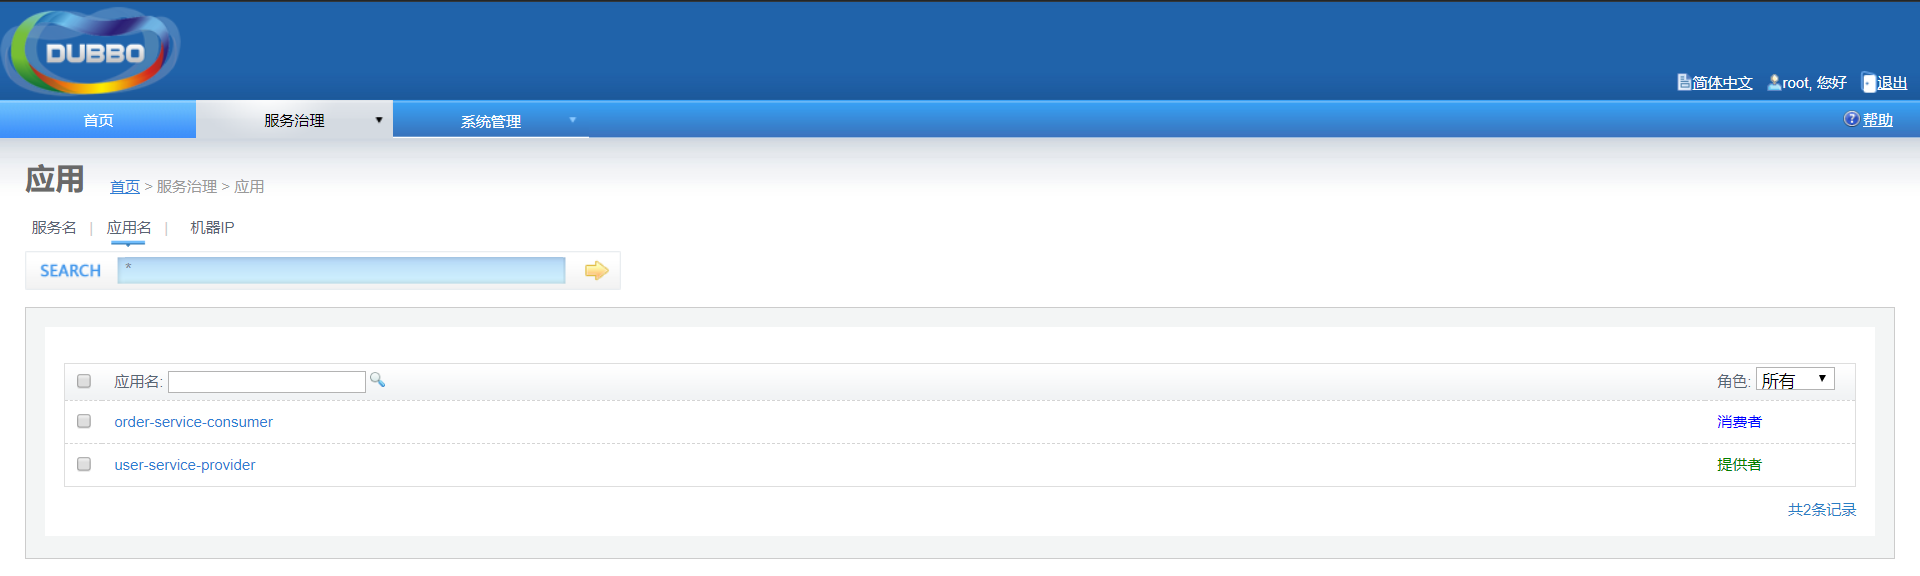 DUBBO
简体中文 root, 您好 退出
首页 服务治理 ▼ 系统管理 ▼ ? 帮助
应用 首页 > 服务治理 > 应用
服务名 | 应用名 | 机器IP
SEARCH *
应用名: 角色: 所有 ▼
order-service-consumer 消费者
user-service-provider 提供者
共2条记录